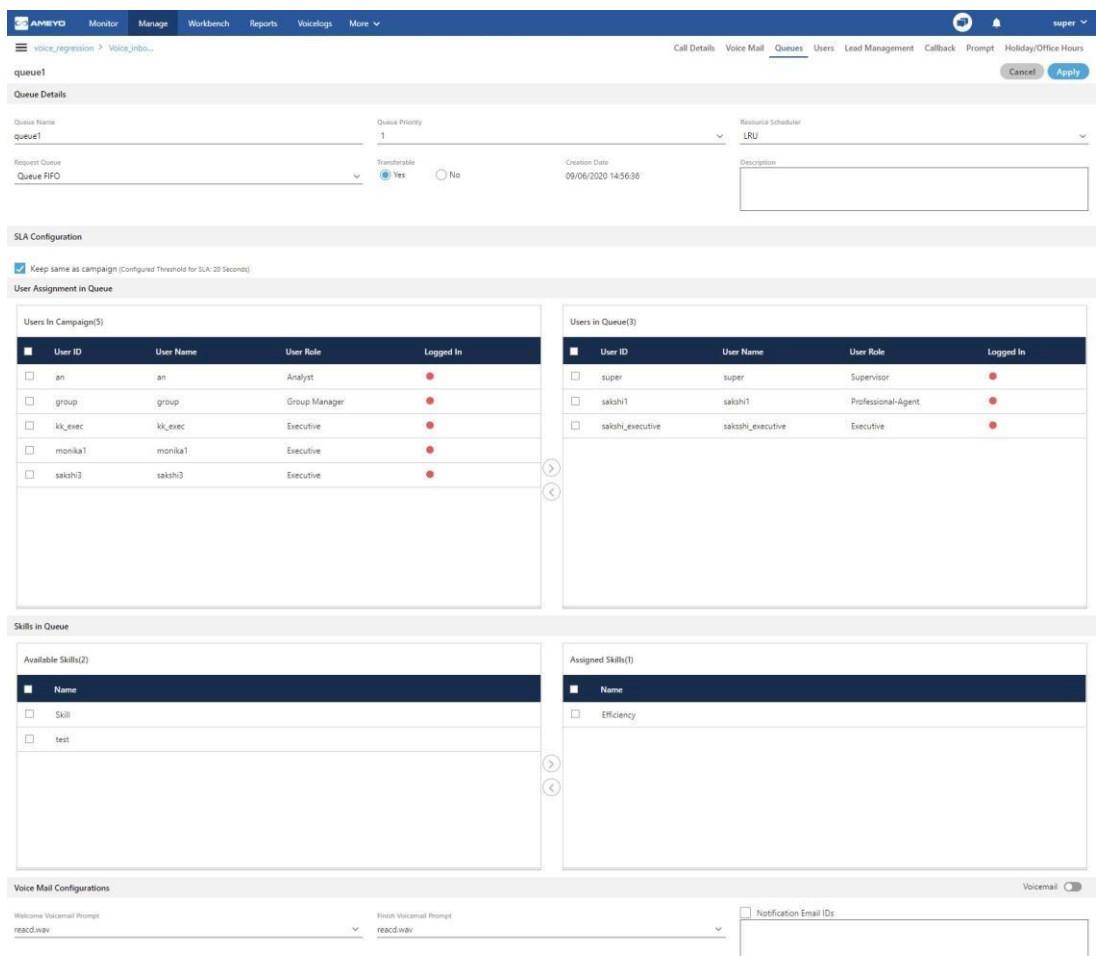 AMEYO Monitor Manage Workbench Reports Voicelogs More super
voice_regression > Voice_inbo... Call Details Voice Mail Queues Users Lead Management Callback Prompt Holiday/Office Hours
queue1 Cancel Apply
Queue Details
Queue Name Queue Priority Resource Scheduler
queue1 1 LRU
Request Queue Transferable Creation Date Description
Queue FIFO Yes No 09/06/2020 14:56:36
SLA Configuration
Keep same as campaign (Configured Threshold for SLA: 20 Seconds)
User Assignment in Queue
Users In Campaign(5)
User ID User Name User Role Logged In
an an Analyst
group group Group Manager
kk_exec kk_exec Executive
monika1 monika1 Executive
sakshi3 sakshi3 Executive
Users in Queue(3)
User ID User Name User Role Logged In
super super Supervisor
sakshi1 sakshi1 Professional-Agent
sakshi_executive saksshi_executive Executive
Skills in Queue
Available Skills(2)
Name
Skill
test
Assigned Skills(1)
Name
Efficiency
Voice Mail Configurations Voicemail
Welcome Voicemail Prompt Finish Voicemail Prompt Notification Email IDs
reacd.wav reacd.wav